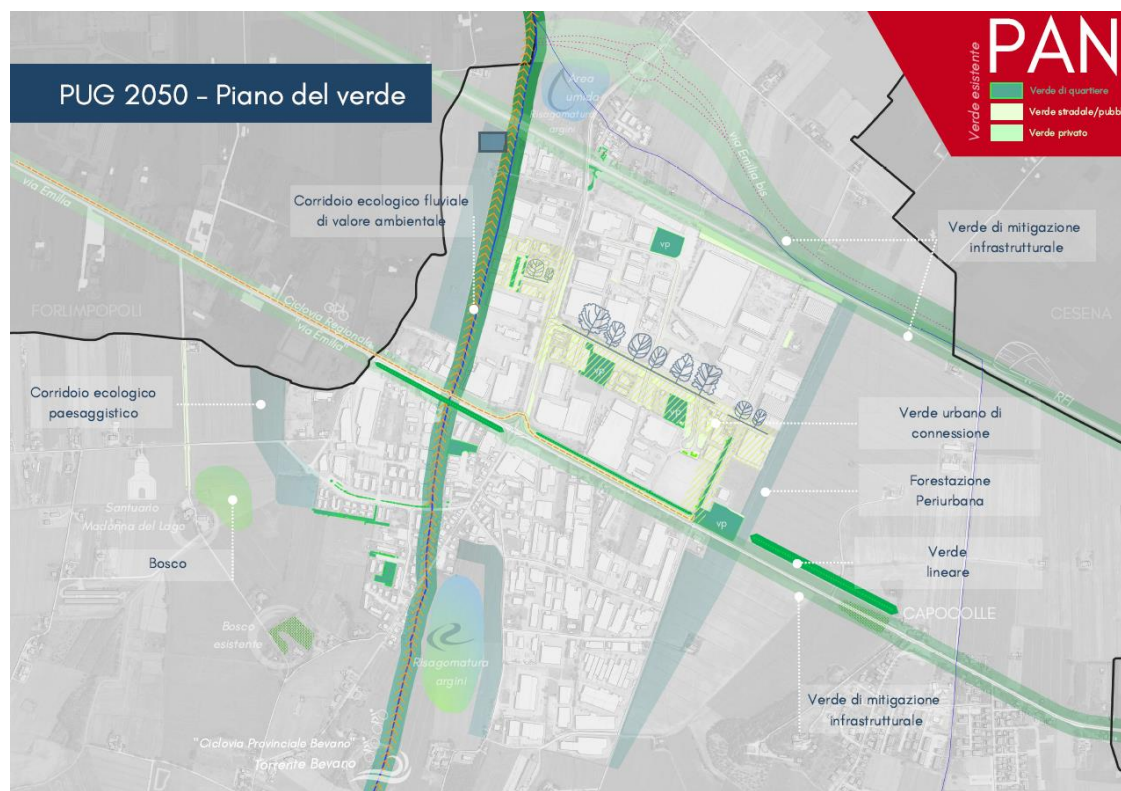 PUG 2050 - Piano del verde
PAN
Verde esistente
Verde di quartiere
Verde stradale/pubbl
Verde privato
Area
umida
Risagomatura
argini
via Emilia bis
via Emilia
Corridoio ecologico fluviale
di valore ambientale
Verde di mitigazione
infrastrutturale
FORLIMPOPOLI
Ciclovia Regionale
via Emilia
CESENA
vp
RFI
Corridoio ecologico
paesaggistico
vp
vp
Verde urbano di
connessione
Forestazione
Periurbana
Santuario
Madonna del Lago
vp
Bosco
Verde
lineare
CAPOCOLLE
Bosco
esistente
Risagomatura
argini
Verde di mitigazione
infrastrutturale
"Ciclovia Provinciale Bevano"
Torrente Bevano